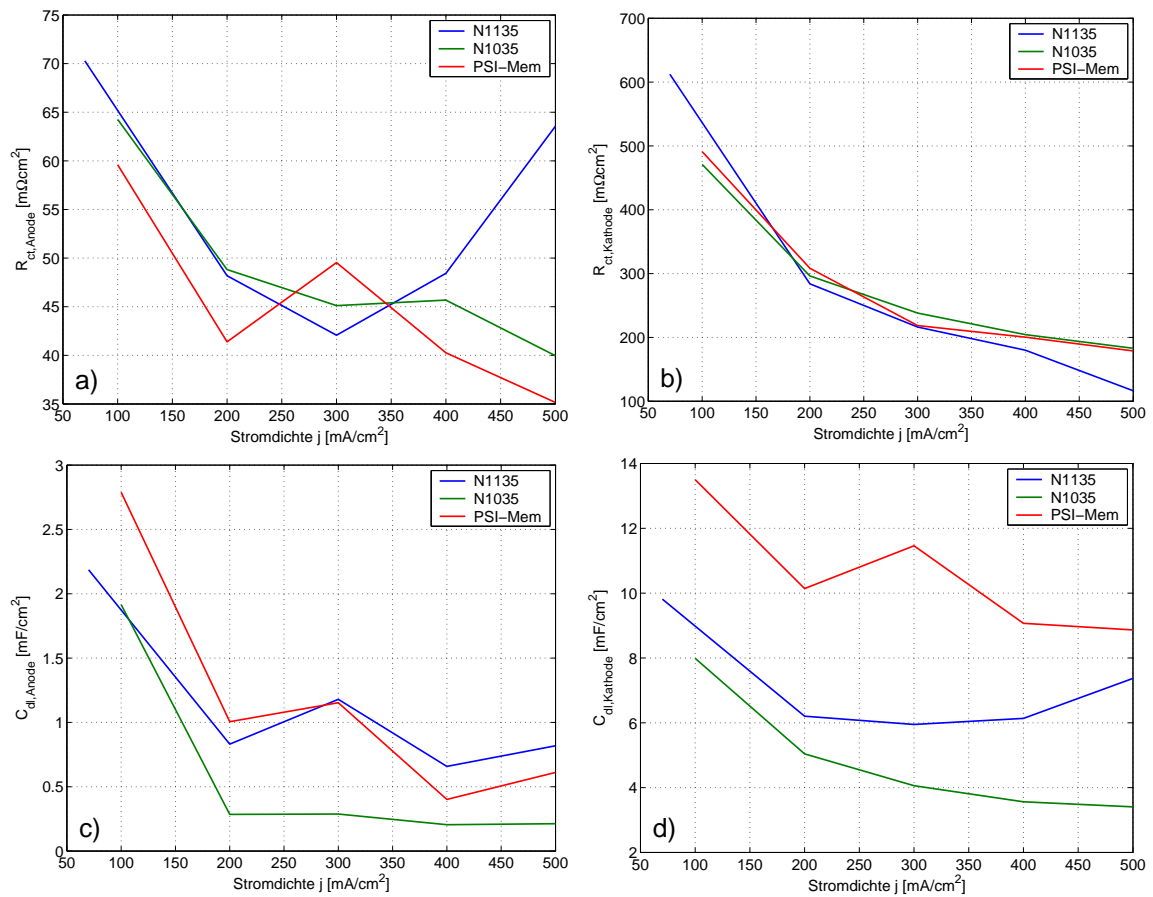 75
70
65
60
55
50
45
40
35
R_ct,Anode [mΩcm²]
N1135
N1035
PSI−Mem
a)
50 100 150 200 250 300 350 400 450 500
Stromdichte j [mA/cm²]
700
600
500
400
300
200
100
R_ct,Kathode [mΩcm²]
N1135
N1035
PSI−Mem
b)
50 100 150 200 250 300 350 400 450 500
Stromdichte j [mA/cm²]
3
2.5
2
1.5
1
0.5
0
C_dl,Anode [mF/cm²]
N1135
N1035
PSI−Mem
c)
50 100 150 200 250 300 350 400 450 500
Stromdichte j [mA/cm²]
14
12
10
8
6
4
2
C_dl,Kathode [mF/cm²]
N1135
N1035
PSI−Mem
d)
50 100 150 200 250 300 350 400 450 500
Stromdichte j [mA/cm²]